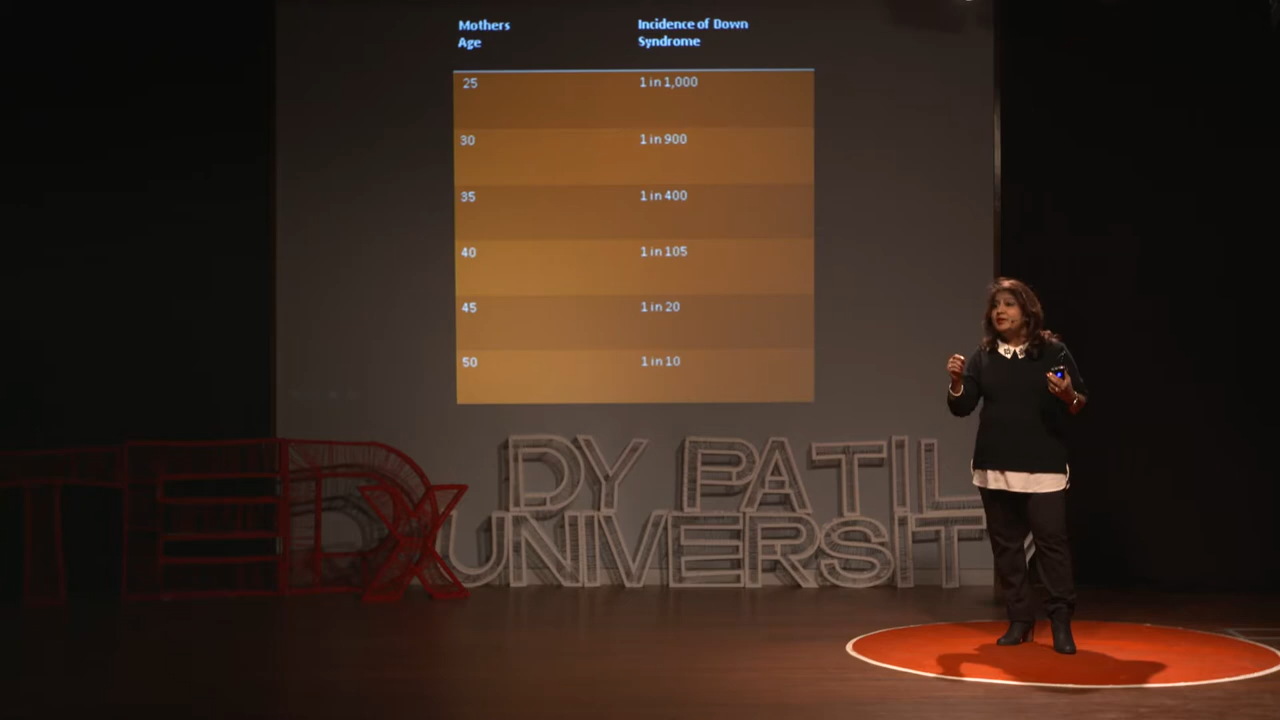 Mothers Age
Incidence of Down Syndrome
25 1 in 1,000
30 1 in 900
35 1 in 400
40 1 in 105
45 1 in 20
50 1 in 10
TEDx
DY PATIL
UNIVERSITY